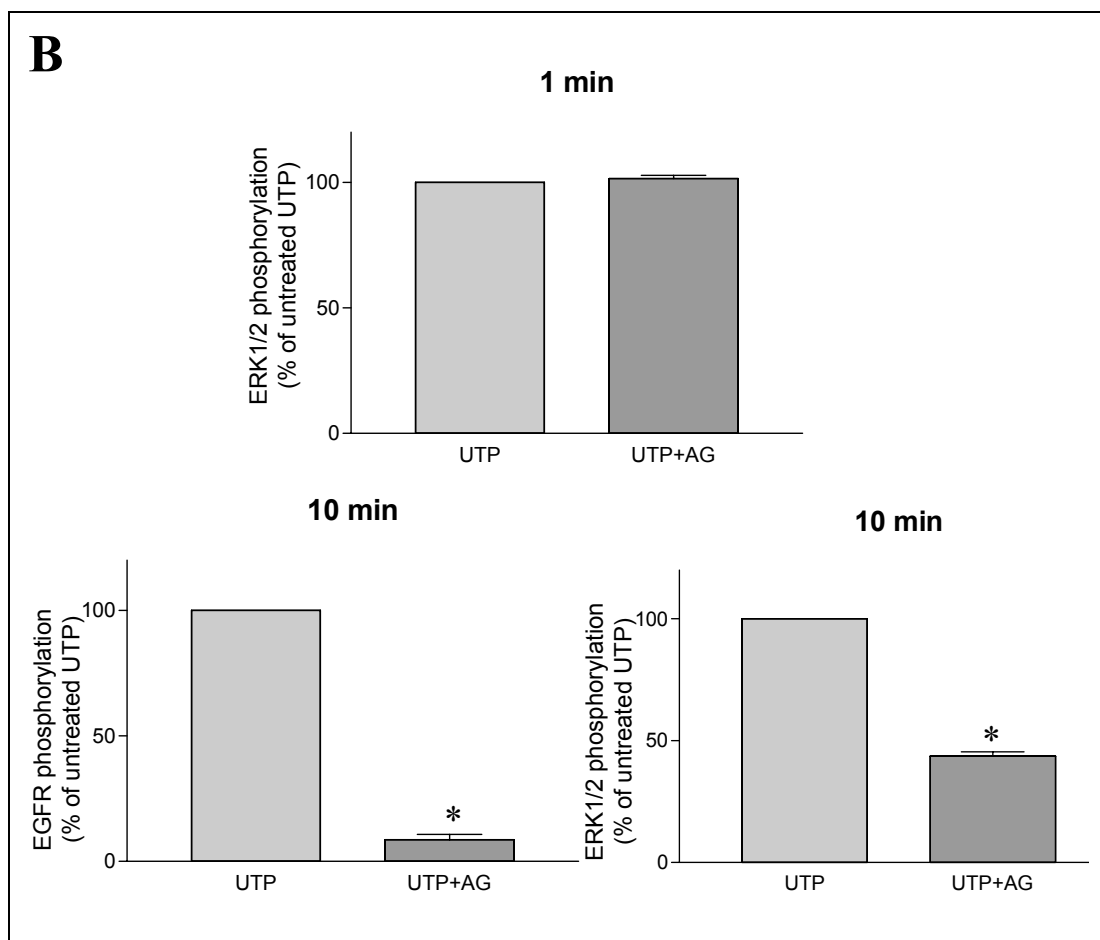 B
1 min
ERK1/2 phosphorylation
(% of untreated UTP)
100
50
0
UTP
UTP+AG
10 min
EGFR phosphorylation
(% of untreated UTP)
100
50
0
*
UTP
UTP+AG
10 min
ERK1/2 phosphorylation
(% of untreated UTP)
100
50
0
*
UTP
UTP+AG